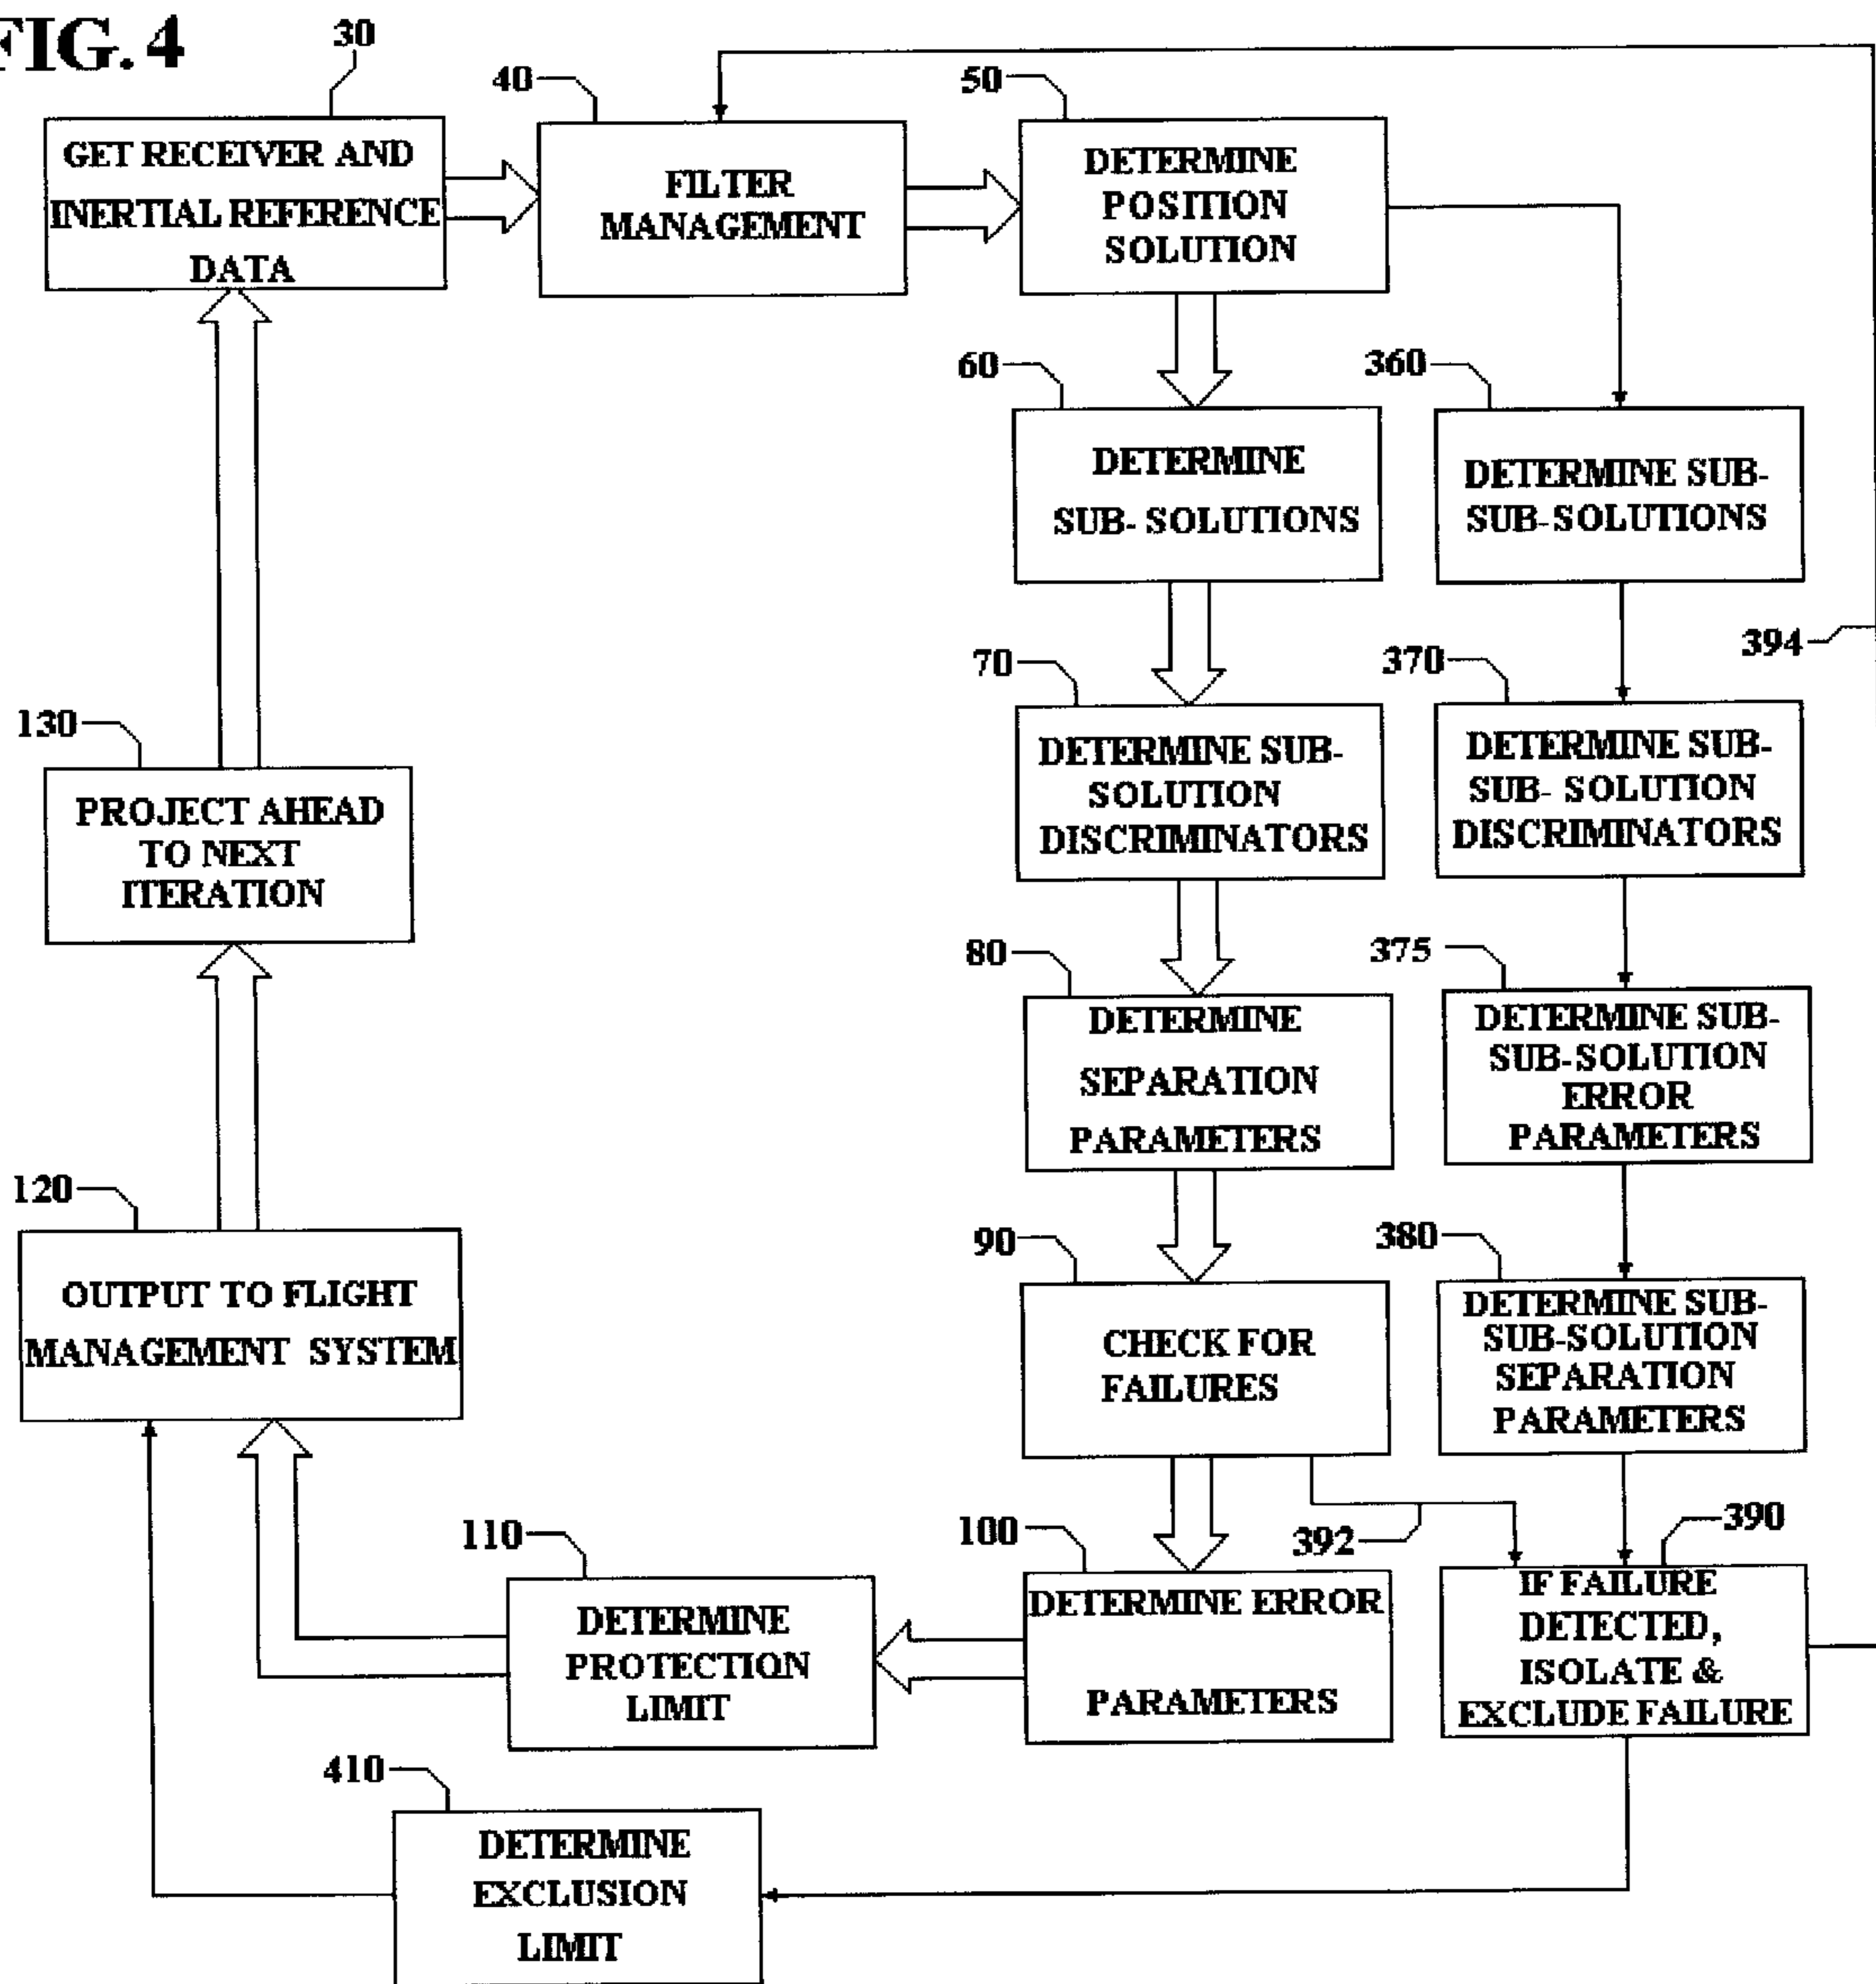 FIG. 4
30
40
50
GET RECEIVER AND
INERTIAL REFERENCE
DATA
FILTER
MANAGEMENT
DETERMINE
POSITION
SOLUTION
60
360
DETERMINE
SUB- SOLUTIONS
DETERMINE SUB-
SUB-SOLUTIONS
394
70
370
DETERMINE SUB-
SOLUTION
DISCRIMINATORS
DETERMINE SUB-
SUB- SOLUTION
DISCRIMINATORS
130
PROJECT AHEAD
TO NEXT
ITERATION
80
375
DETERMINE
SEPARATION
PARAMETERS
DETERMINE SUB-
SUB-SOLUTION
ERROR
PARAMETERS
120
OUTPUT TO FLIGHT
MANAGEMENT SYSTEM
90
380
CHECK FOR
FAILURES
DETERMINE SUB-
SUB-SOLUTION
SEPARATION
PARAMETERS
110
100
392
390
DETERMINE
PROTECTION
LIMIT
DETERMINE ERROR
PARAMETERS
IF FAILURE
DETECTED,
ISOLATE &
EXCLUDE FAILURE
410
DETERMINE
EXCLUSION
LIMIT